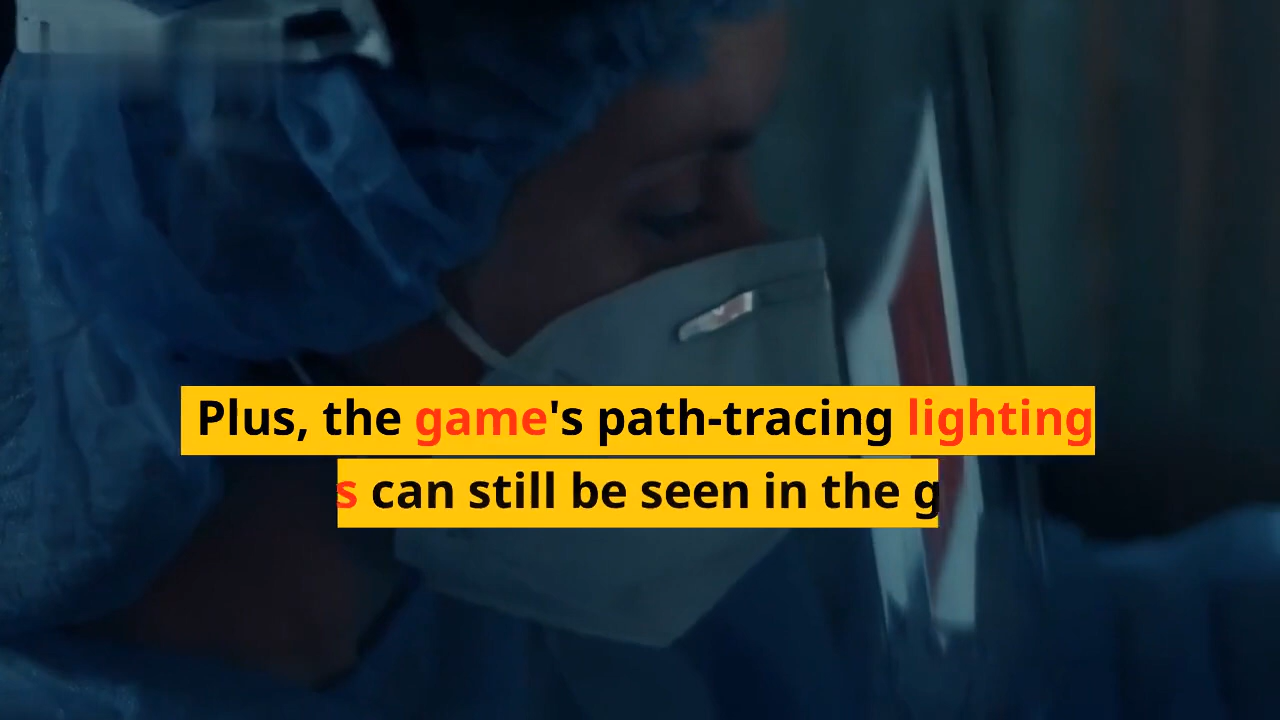 Plus, the game's path-tracing lighting
s can still be seen in the g